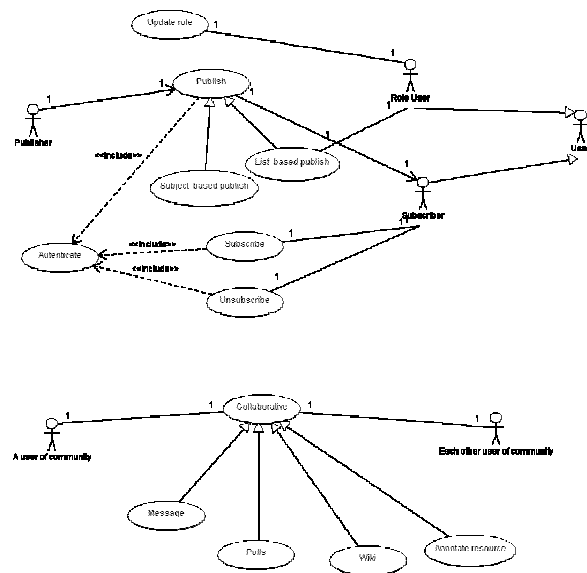 Update role
1
1
Publish
1
1
1
Role User
1
User
Publisher
<<include>>
List-based publish
Subject-based publish
1
Subscriber
1
1
Subscribe
1
<<include>>
Autenticate
<<include>>
1
Unsubscribe
Collaborative
1
1
1
1
A user of community
Each other user of community
Message
Polls
Wiki
Annotate resource